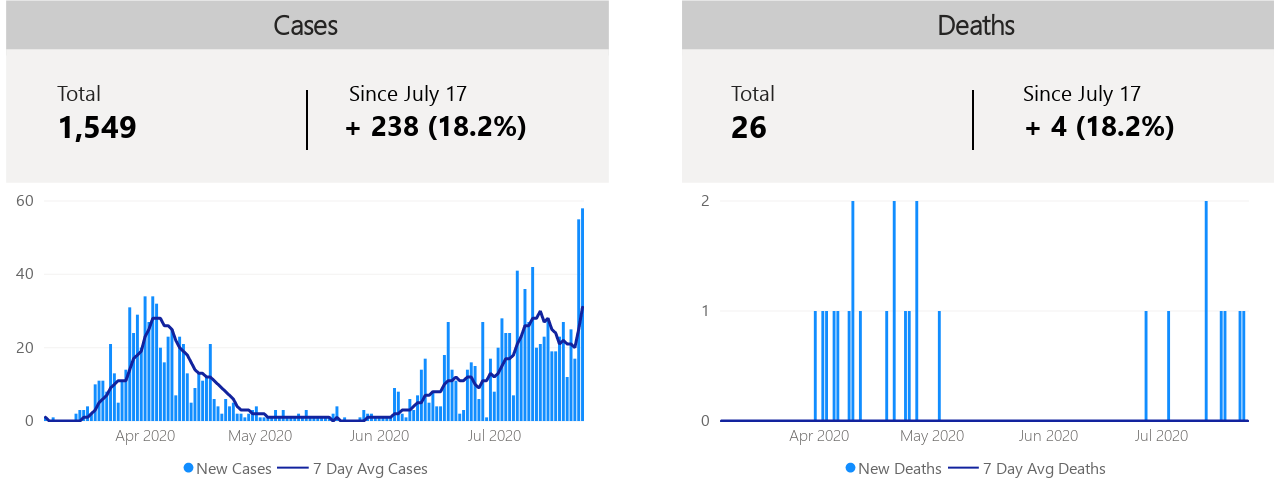 Cases
Total
1,549
Since July 17
+ 238 (18.2%)
60
40
20
0
Apr 2020 May 2020 Jun 2020 Jul 2020
New Cases 7 Day Avg Cases
Deaths
Total
26
Since July 17
+ 4 (18.2%)
2
1
0
Apr 2020 May 2020 Jun 2020 Jul 2020
New Deaths 7 Day Avg Deaths